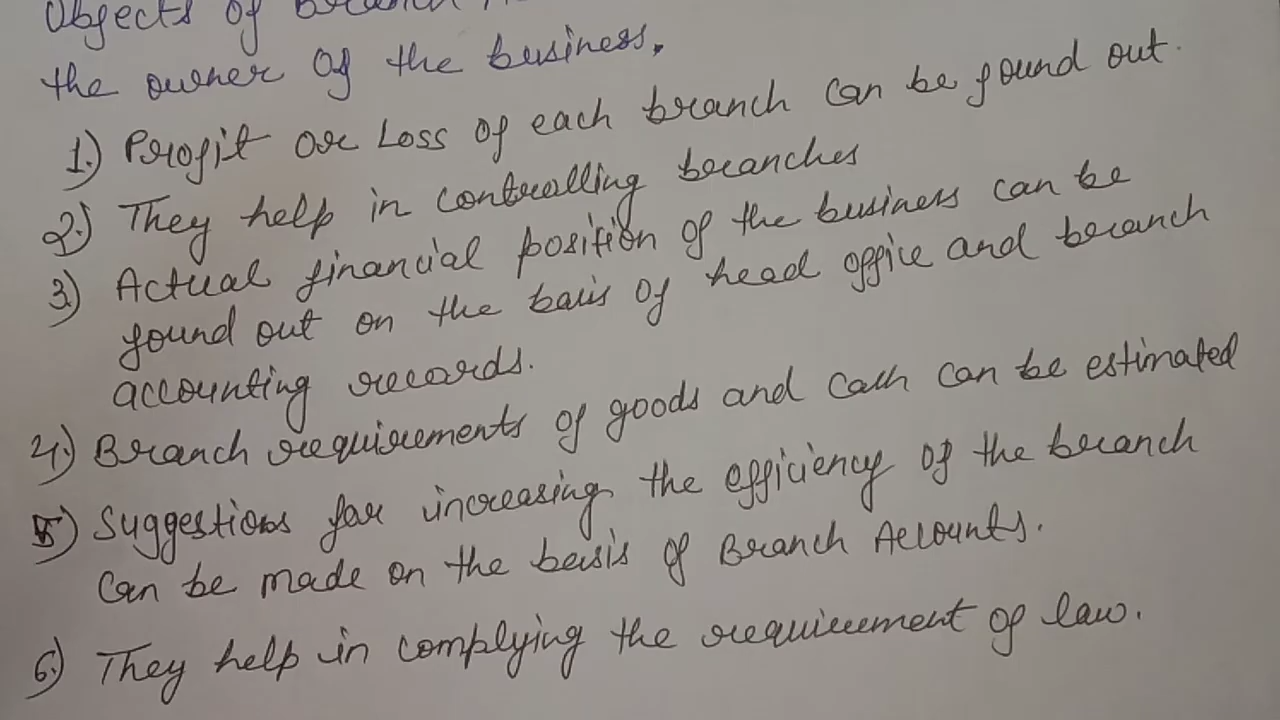 Objects of Branch
the owner of the business.
1.) Profit or Loss of each branch can be found out.
2.) They help in controlling branches
3.) Actual financial position of the business can be
found out on the basis of head office and branch
accounting records.
4.) Branch requirements of goods and cash can be estimated
5) Suggestions for increasing the efficiency of the branch
Can be made on the basis of Branch Accounts.
6.) They help in complying the requirement of law.